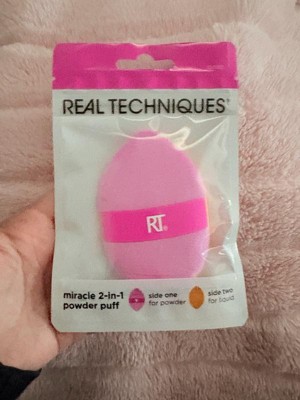 REAL TECHNIQUES®
RT®
miracle 2-in-1
powder puff
side one
for powder
side two
for liquid